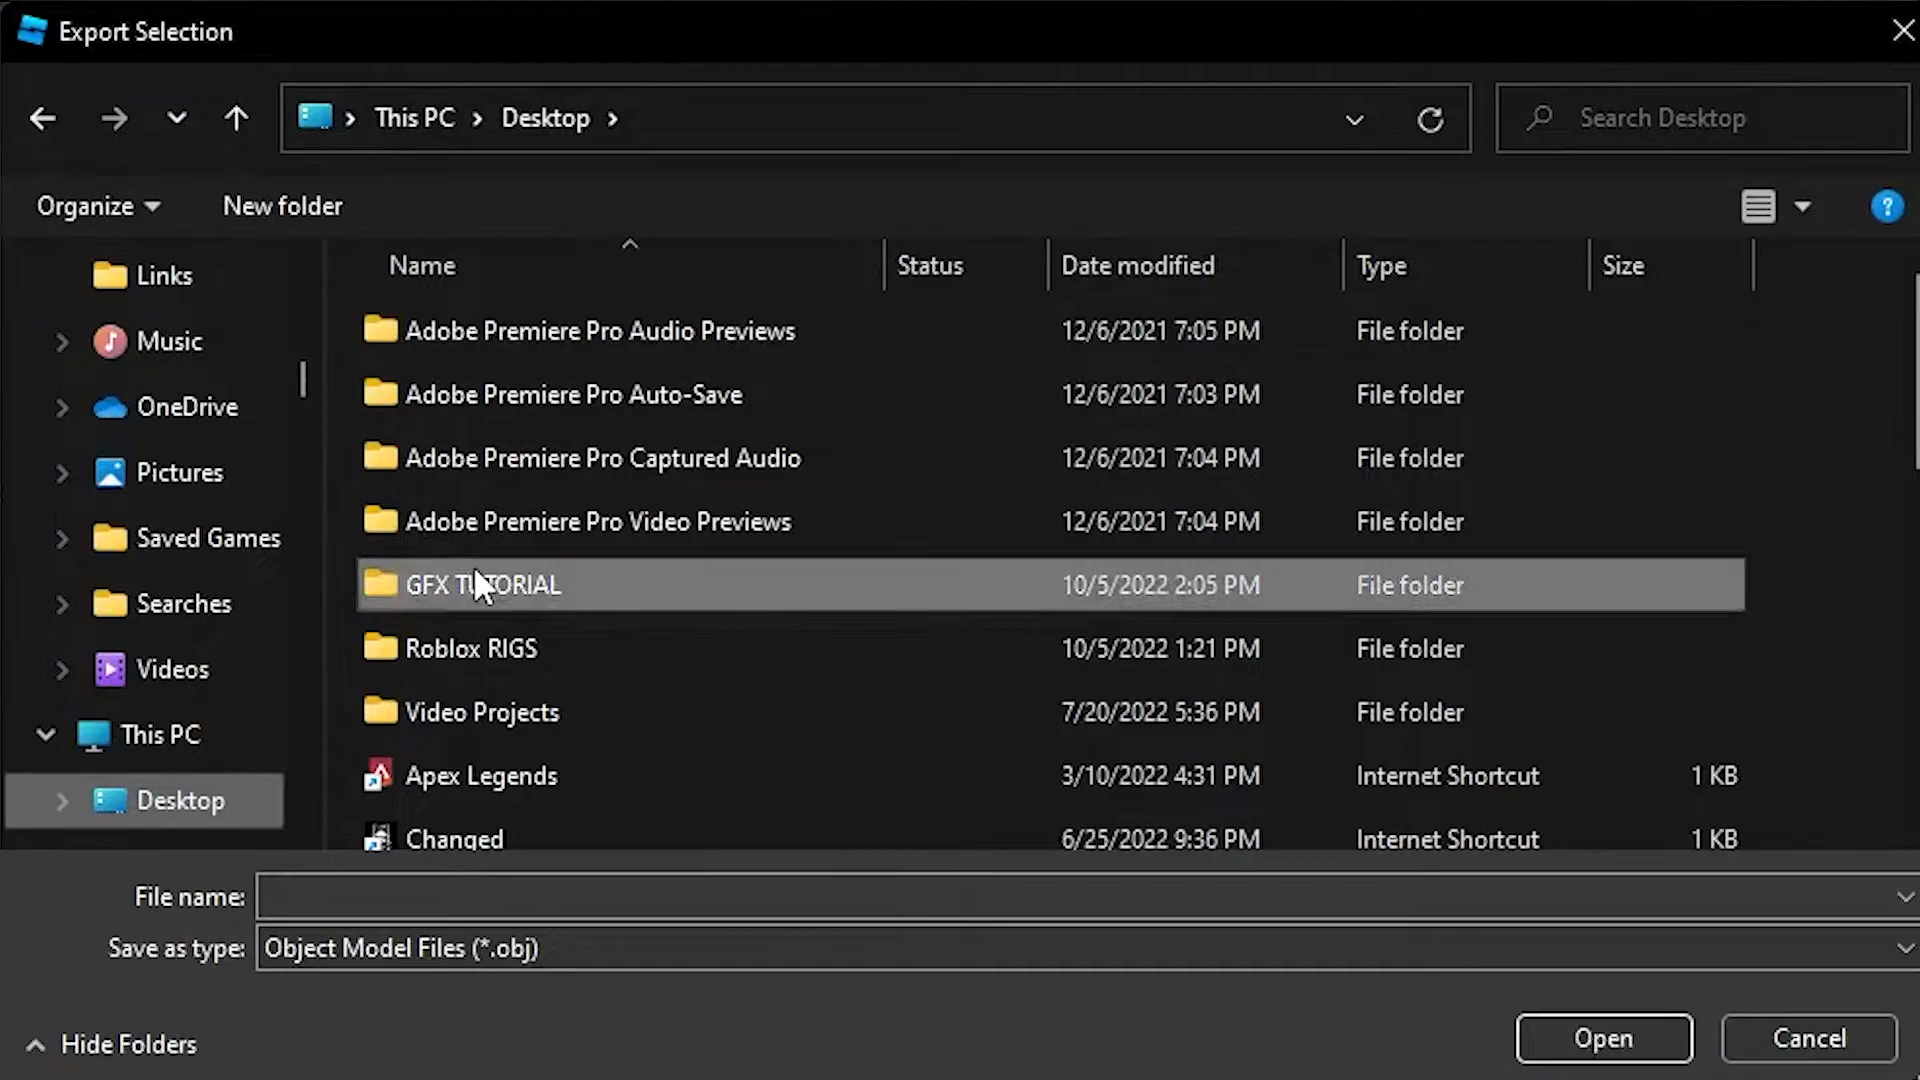 Export Selection
This PC
Desktop
Search Desktop
Organize
New folder
?
Name
Status
Date modified
Type
Size
Links
Music
OneDrive
Pictures
Saved Games
Searches
Videos
This PC
Desktop
Adobe Premiere Pro Audio Previews 12/6/2021 7:05 PM File folder
Adobe Premiere Pro Auto-Save 12/6/2021 7:03 PM File folder
Adobe Premiere Pro Captured Audio 12/6/2021 7:04 PM File folder
Adobe Premiere Pro Video Previews 12/6/2021 7:04 PM File folder
GFX TUTORIAL 10/5/2022 2:05 PM File folder
Roblox RIGS 10/5/2022 1:21 PM File folder
Video Projects 7/20/2022 5:36 PM File folder
Apex Legends 3/10/2022 4:31 PM Internet Shortcut 1 KB
Changed 6/25/2022 9:36 PM Internet Shortcut 1 KB
File name:
Save as type: Object Model Files (*.obj)
Hide Folders
Open
Cancel